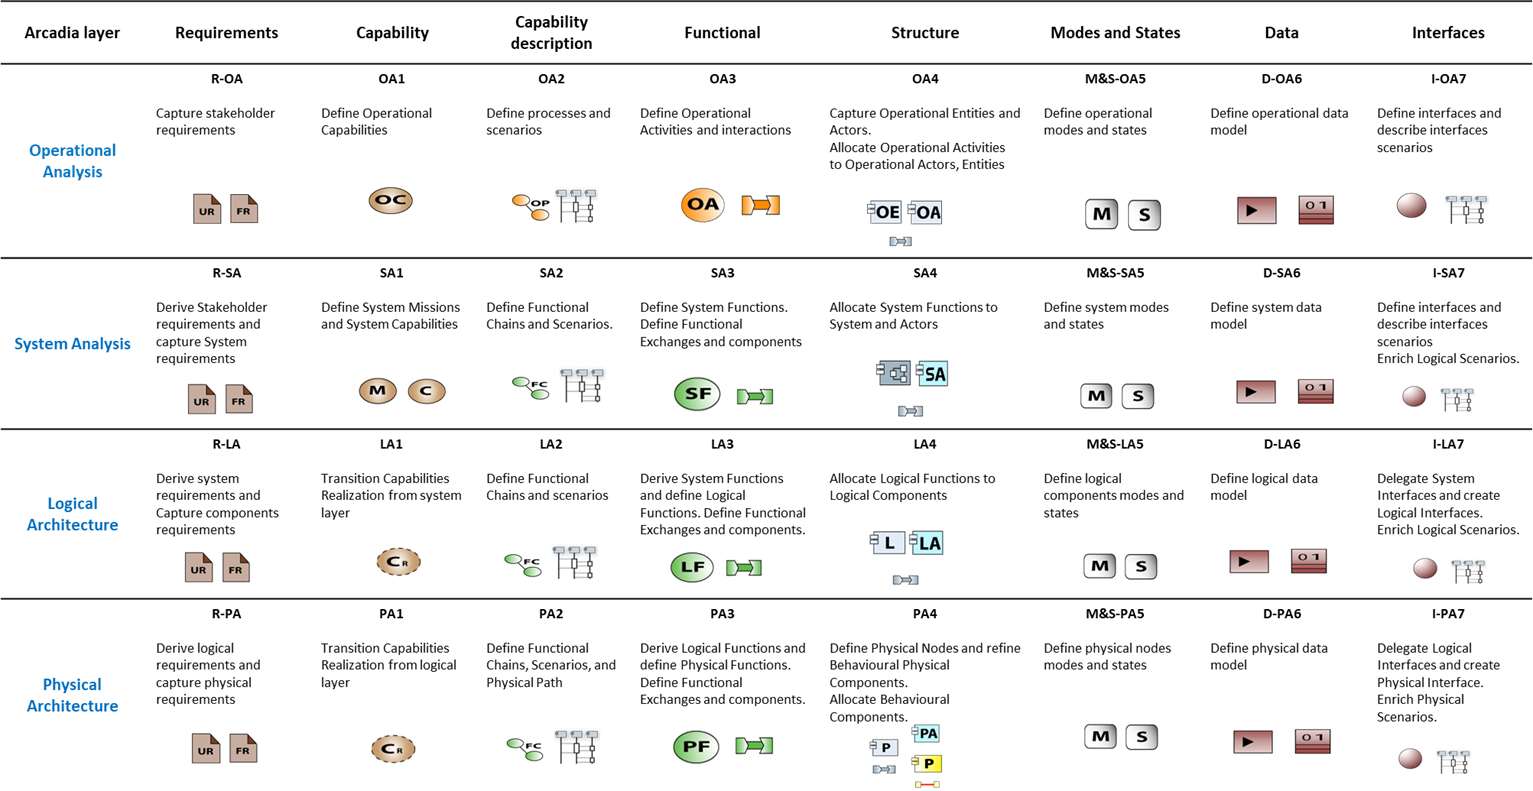 Arcadia layer
Requirements
Capability
Capability
description
Functional
Structure
Modes and States
Data
Interfaces
Operational
Analysis
R-OA
Capture stakeholder
requirements
UR
FR
OA1
Define Operational
Capabilities
OC
OA2
Define processes and
scenarios
OP
OA3
Define Operational
Activities and interactions
OA
OA4
Capture Operational Entities and
Actors.
Allocate Operational Activities
to Operational Actors, Entities
OE
OA
M&S-OA5
Define operational
modes and states
M
S
D-OA6
Define operational data
model
01
I-OA7
Define interfaces and
describe interfaces
scenarios
System Analysis
R-SA
Derive Stakeholder
requirements and
capture System
requirements
UR
FR
SA1
Define System Missions
and System Capabilities
M
C
SA2
Define Functional
Chains and Scenarios.
FC
SA3
Define System Functions.
Define Functional
Exchanges and components
SF
SA4
Allocate System Functions to
System and Actors
SA
M&S-SA5
Define system modes
and states
M
S
D-SA6
Define system data
model
01
I-SA7
Define interfaces and
describe interfaces
scenarios
Enrich Logical Scenarios.
Logical
Architecture
R-LA
Derive system
requirements and
Capture components
requirements
UR
FR
LA1
Transition Capabilities
Realization from system
layer
CR
LA2
Define Functional
Chains and scenarios
FC
LA3
Derive System Functions
and define Logical
Functions. Define Functional
Exchanges and components.
LF
LA4
Allocate Logical Functions to
Logical Components
L
LA
M&S-LA5
Define logical
components modes and
states
M
S
D-LA6
Define logical data
model
01
I-LA7
Delegate System
Interfaces and create
Logical Interfaces.
Enrich Logical Scenarios.
Physical
Architecture
R-PA
Derive logical
requirements and
capture physical
requirements
UR
FR
PA1
Transition Capabilities
Realization from logical
layer
CR
PA2
Define Functional
Chains, Scenarios, and
Physical Path
FC
PA3
Derive Logical Functions and
define Physical Functions.
Define Functional
Exchanges and components.
PF
PA4
Define Physical Nodes and refine
Behavioural Physical
Components.
Allocate Behavioural
Components.
P
PA
P
M&S-PA5
Define physical nodes
modes and states
M
S
D-PA6
Define physical data
model
01
I-PA7
Delegate Logical
Interfaces and create
Physical Interface.
Enrich Physical
Scenarios.